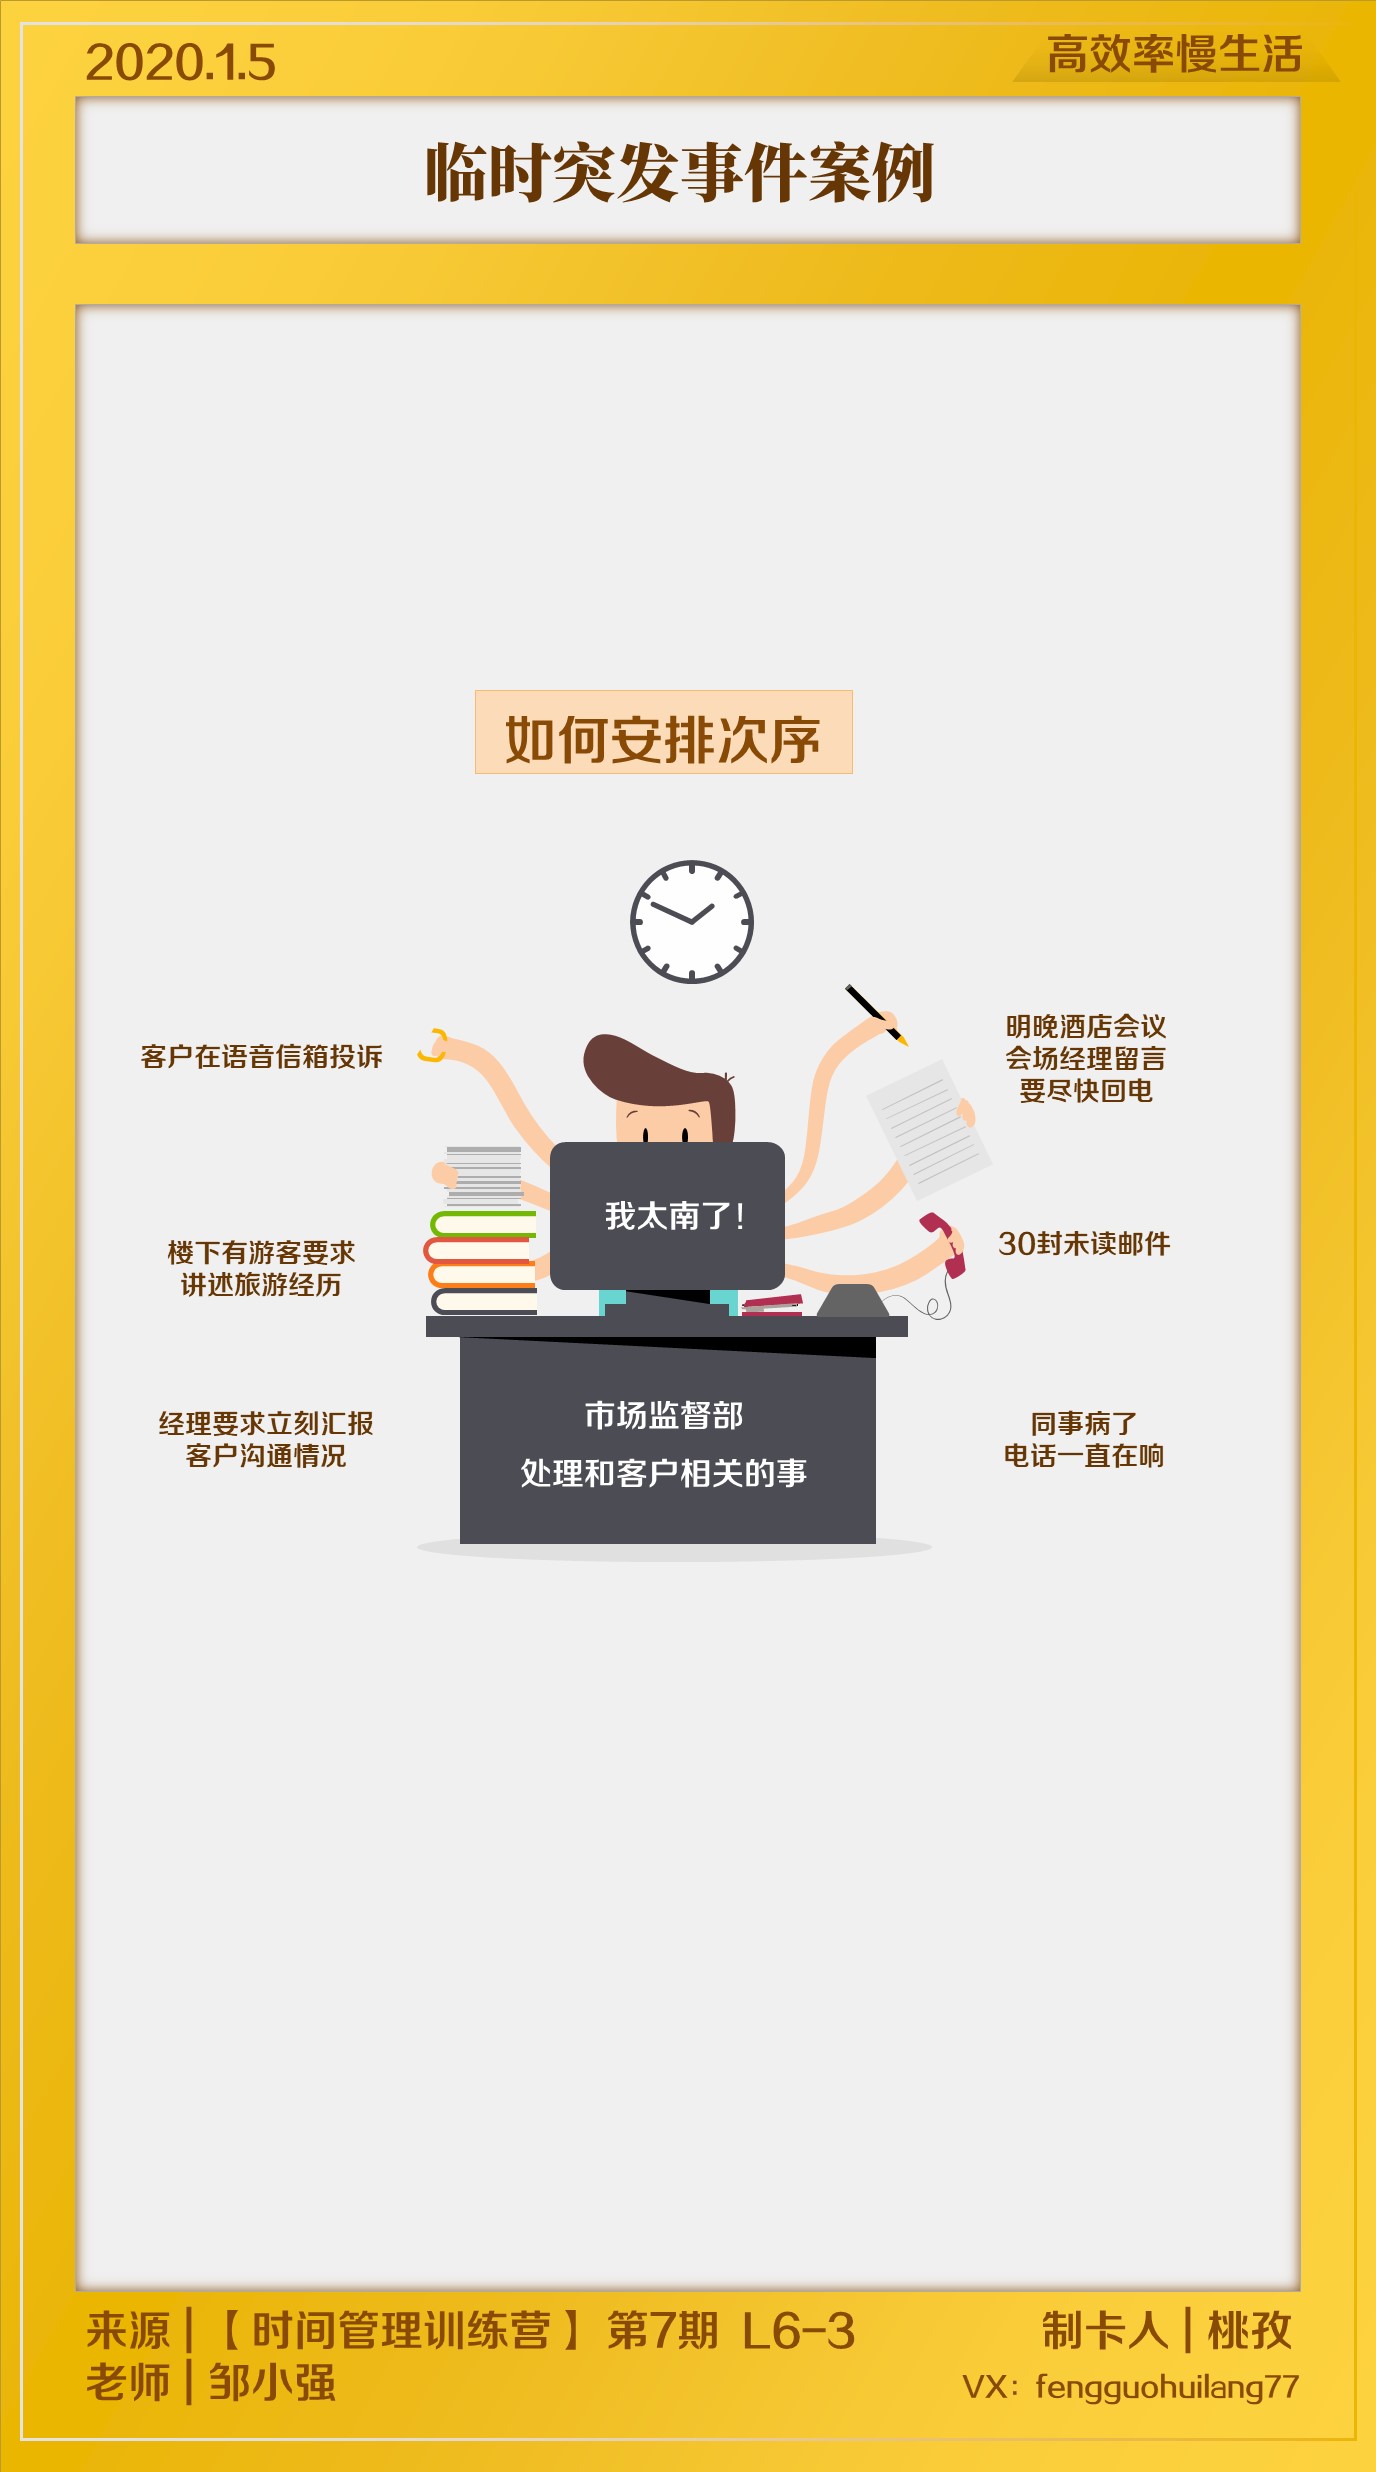 2020.1.5
高效率慢生活
临时突发事件案例
如何安排次序
客户在语音信箱投诉
明晚酒店会议
会场经理留言
要尽快回电
我太南了!
楼下有游客要求
讲述旅游经历
30封未读邮件
经理要求立刻汇报
客户沟通情况
市场监督部
处理和客户相关的事
同事病了
电话一直在响
来源|【时间管理训练营】第7期 L6-3
老师|邹小强
制卡人|桃孜
VX：fengguohuilang77